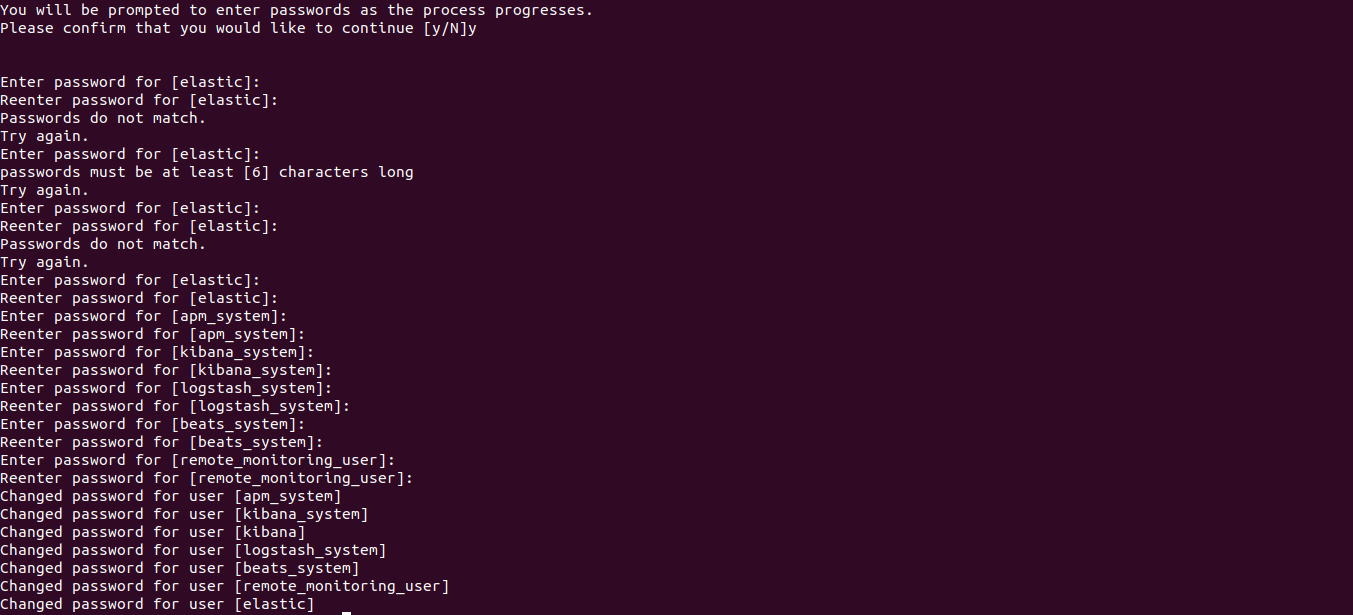 You will be prompted to enter passwords as the process progresses.
Please confirm that you would like to continue [y/N]y
Enter password for [elastic]:
Reenter password for [elastic]:
Passwords do not match.
Try again.
Enter password for [elastic]:
passwords must be at least [6] characters long
Try again.
Enter password for [elastic]:
Reenter password for [elastic]:
Passwords do not match.
Try again.
Enter password for [elastic]:
Reenter password for [elastic]:
Enter password for [apm_system]:
Reenter password for [apm_system]:
Enter password for [kibana_system]:
Reenter password for [kibana_system]:
Enter password for [logstash_system]:
Reenter password for [logstash_system]:
Enter password for [beats_system]:
Reenter password for [beats_system]:
Enter password for [remote_monitoring_user]:
Reenter password for [remote_monitoring_user]:
Changed password for user [apm_system]
Changed password for user [kibana_system]
Changed password for user [kibana]
Changed password for user [logstash_system]
Changed password for user [beats_system]
Changed password for user [remote_monitoring_user]
Changed password for user [elastic]